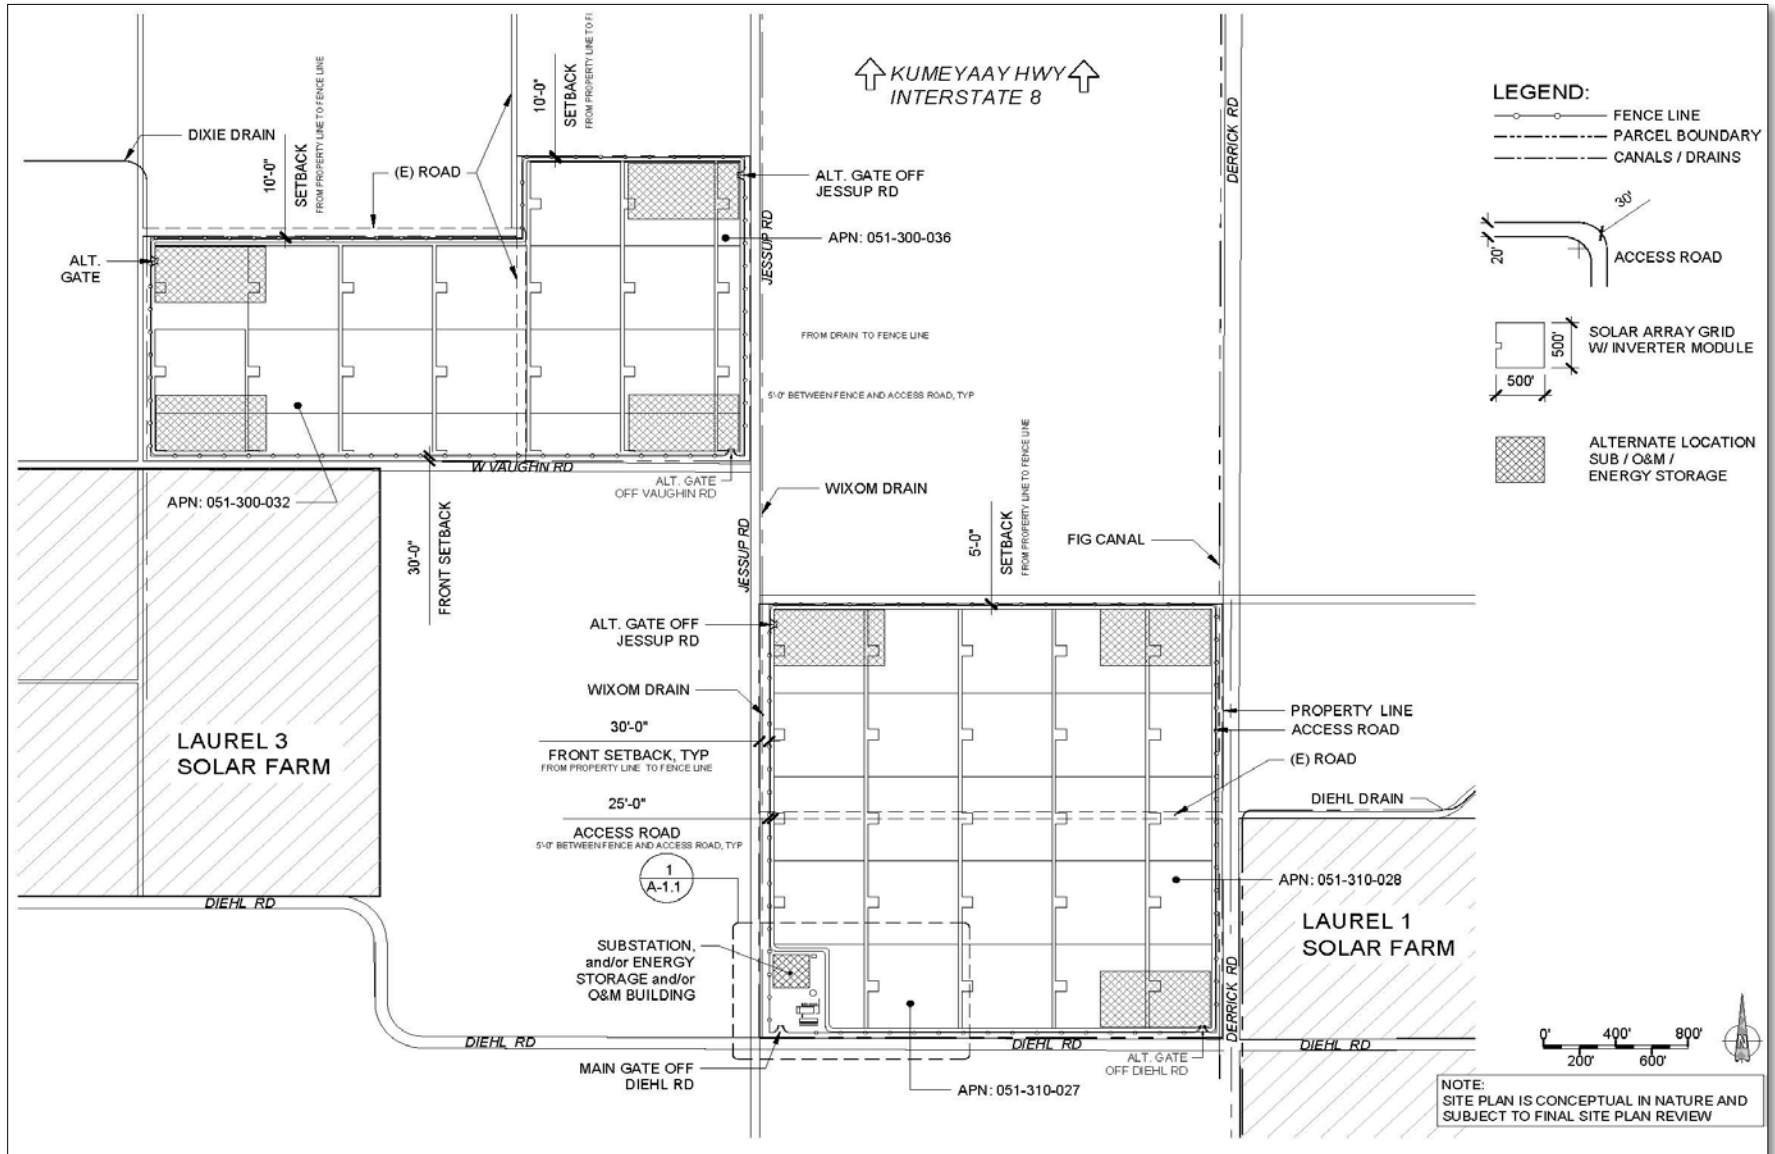 KUMEYAAY HWY
INTERSTATE 8
DERRICK RD
LEGEND:
FENCE LINE
PARCEL BOUNDARY
CANALS / DRAINS
30'
20'
ACCESS ROAD
SOLAR ARRAY GRID
W/ INVERTER MODULE
500'
500'
ALTERNATE LOCATION
SUB / O&M /
ENERGY STORAGE
DIXIE DRAIN
10'-0"
SETBACK
FROM PROPERTY LINE TO FENCE LINE
(E) ROAD
10'-0"
SETBACK
FROM PROPERTY LINE TO FI
ALT. GATE OFF
JESSUP RD
APN: 051-300-036
JESSUP RD
ALT.
GATE
FROM DRAIN TO FENCE LINE
5'-0" BETWEEN FENCE AND ACCESS ROAD, TYP
W VAUGHN RD
ALT. GATE
OFF VAUGHIN RD
APN: 051-300-032
30'-0"
FRONT SETBACK
WIXOM DRAIN
JESSUP RD
5'-0"
SETBACK
FROM PROPERTY LINE TO FENCE LINE
FIG CANAL
ALT. GATE OFF
JESSUP RD
WIXOM DRAIN
30'-0"
FRONT SETBACK, TYP
FROM PROPERTY LINE TO FENCE LINE
25'-0"
ACCESS ROAD
5'-0" BETWEEN FENCE AND ACCESS ROAD, TYP
1
A-1.1
LAUREL 3
SOLAR FARM
PROPERTY LINE
ACCESS ROAD
(E) ROAD
DIEHL DRAIN
APN: 051-310-028
LAUREL 1
SOLAR FARM
DIEHL RD
SUBSTATION,
and/or ENERGY
STORAGE and/or
O&M BUILDING
DERRICK RD
DIEHL RD
DIEHL RD
DIEHL RD
MAIN GATE OFF
DIEHL RD
ALT. GATE
OFF DIEHL RD
APN: 051-310-027
0'
400'
800'
200'
600'
NOTE:
SITE PLAN IS CONCEPTUAL IN NATURE AND
SUBJECT TO FINAL SITE PLAN REVIEW